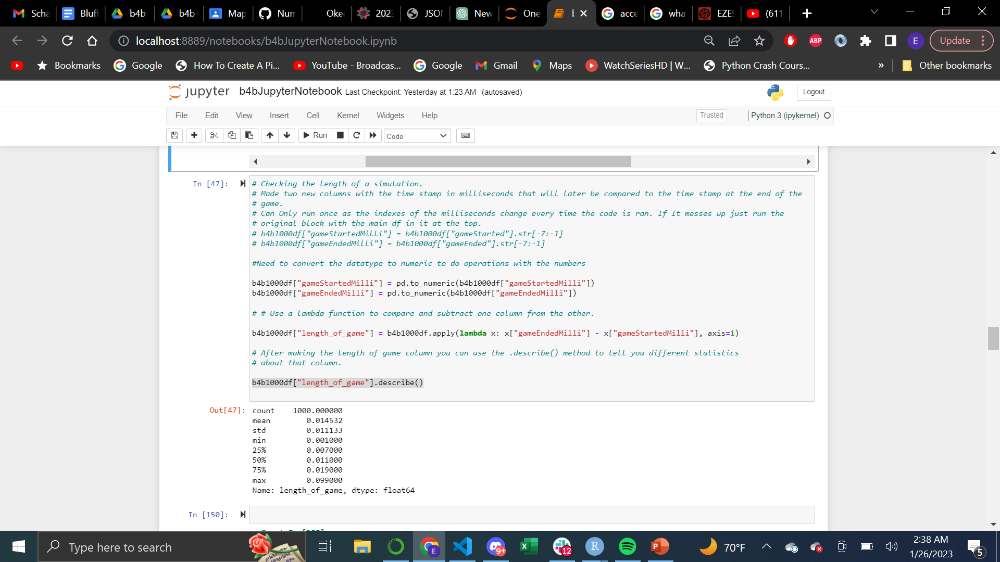 Scha
Bluff
b4b-
b4b-
Map
Num
Oke
2023
JSON
New
One
acce
wha
EZES
(611
localhost:8889/notebooks/b4bJupyterNotebook.ipynb
ABP
E
Update
Bookmarks
Google
How To Create A Pi...
YouTube - Broadcas...
Google
Gmail
Maps
WatchSeriesHD | W...
Python Crash Cours...
»
Other bookmarks
jupyter b4bJupyterNotebook Last Checkpoint: Yesterday at 1:23 AM (autosaved)
Logout
File Edit View Insert Cell Kernel Widgets Help
Trusted
Python 3 (ipykernel)
Run
Code
In [47]:
# Checking the length of a simulation.
# Made two new columns with the time stamp in milliseconds that will later be compared to the time stamp at the end of the
# game.
# Can Only run once as the indexes of the milliseconds change every time the code is ran. If It messes up just run the
# original block with the main df in it at the top.
# b4b1000df["gameStartedMilli"] = b4b1000df["gameStarted"].str[-7:-1]
# b4b1000df["gameEndedMilli"] = b4b1000df["gameEnded"].str[-7:-1]
#Need to convert the datatype to numeric to do operations with the numbers
b4b1000df["gameStartedMilli"] = pd.to_numeric(b4b1000df["gameStartedMilli"])
b4b1000df["gameEndedMilli"] = pd.to_numeric(b4b1000df["gameEndedMilli"])
# # Use a lambda function to compare and subtract one column from the other.
b4b1000df["length_of_game"] = b4b1000df.apply(lambda x: x["gameEndedMilli"] - x["gameStartedMilli"], axis=1)
# After making the length of game column you can use the .describe() method to tell you different statistics
# about that column.
b4b1000df["length_of_game"].describe()
Out[47]:
count 1000.000000
mean 0.014532
std 0.011133
min 0.001000
25% 0.007000
50% 0.011000
75% 0.019000
max 0.099000
Name: length_of_game, dtype: float64
In [150]:
Type here to search
E
9+
X
12
R
P
70°F
2:38 AM
1/26/2023
5